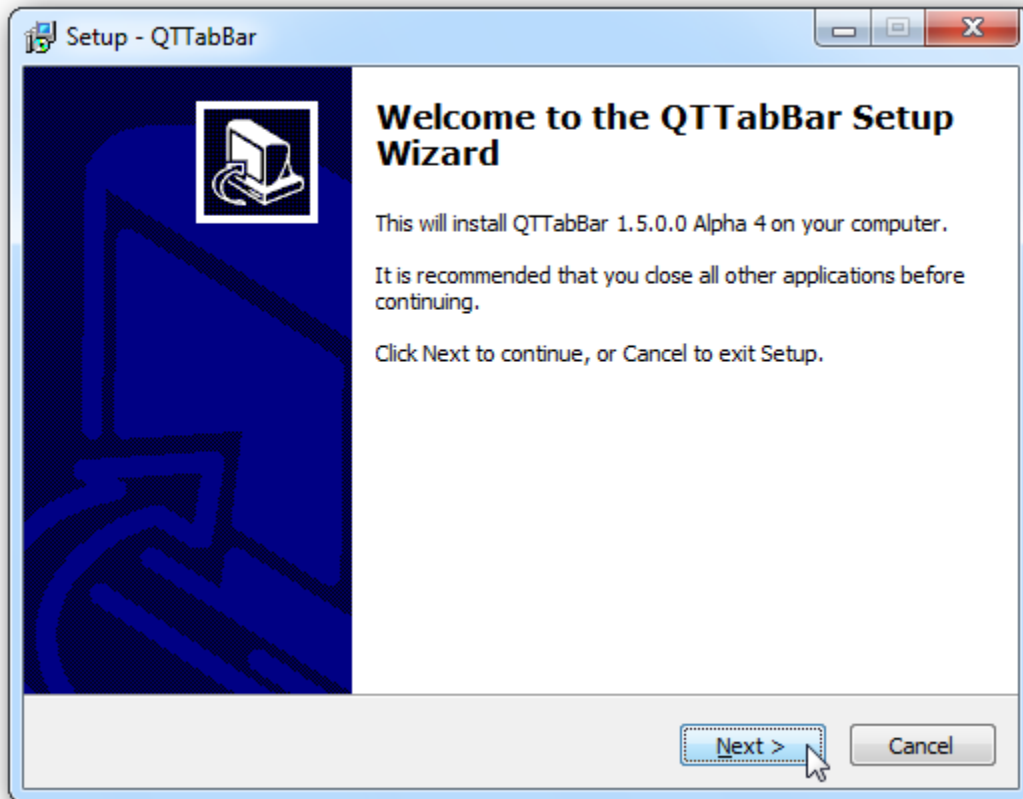 Setup - QTTabBar
Welcome to the QTTabBar Setup
Wizard
This will install QTTabBar 1.5.0.0 Alpha 4 on your computer.
It is recommended that you close all other applications before
continuing.
Click Next to continue, or Cancel to exit Setup.
Next >
Cancel